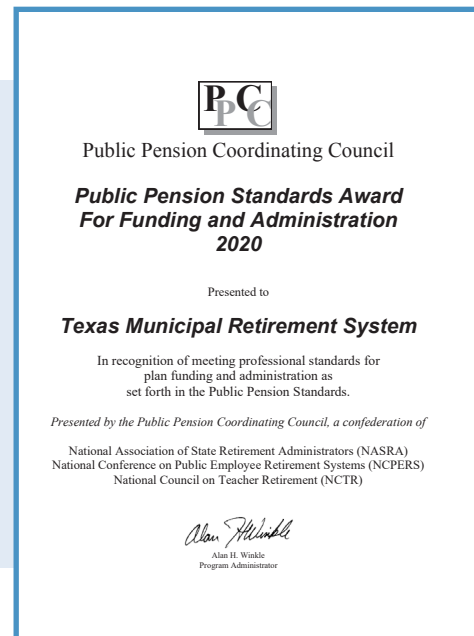 PPCC
Public Pension Coordinating Council
Public Pension Standards Award
For Funding and Administration
2020
Presented to
Texas Municipal Retirement System
In recognition of meeting professional standards for
plan funding and administration as
set forth in the Public Pension Standards.
Presented by the Public Pension Coordinating Council, a confederation of
National Association of State Retirement Administrators (NASRA)
National Conference on Public Employee Retirement Systems (NCPERS)
National Council on Teacher Retirement (NCTR)
Alan H Winkle
Alan H. Winkle
Program Administrator